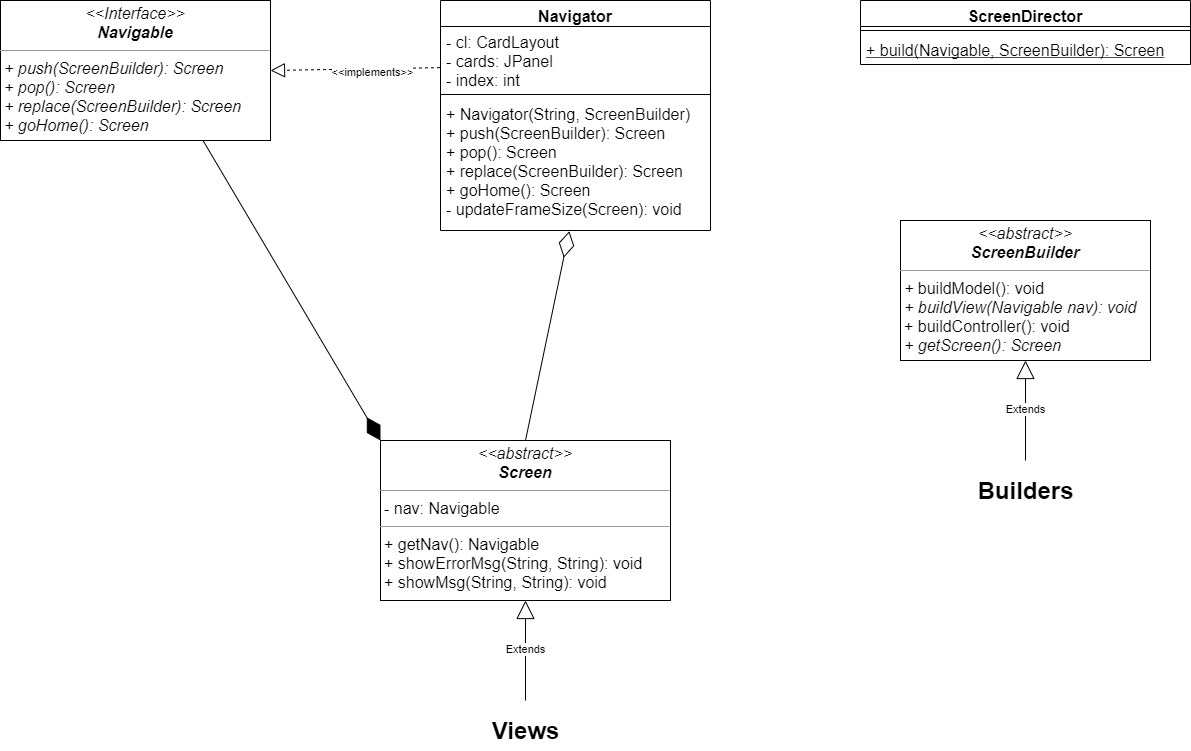 <<Interface>>
Navigable
+ push(ScreenBuilder): Screen
+ pop(): Screen
+ replace(ScreenBuilder): Screen
+ goHome(): Screen
<<implements>>
Navigator
- cl: CardLayout
- cards: JPanel
- index: int
+ Navigator(String, ScreenBuilder)
+ push(ScreenBuilder): Screen
+ pop(): Screen
+ replace(ScreenBuilder): Screen
+ goHome(): Screen
- updateFrameSize(Screen): void
ScreenDirector
+ build(Navigable, ScreenBuilder): Screen
<<abstract>>
ScreenBuilder
+ buildModel(): void
+ buildView(Navigable nav): void
+ buildController(): void
+ getScreen(): Screen
Extends
Builders
<<abstract>>
Screen
- nav: Navigable
+ getNav(): Navigable
+ showErrorMsg(String, String): void
+ showMsg(String, String): void
Extends
Views